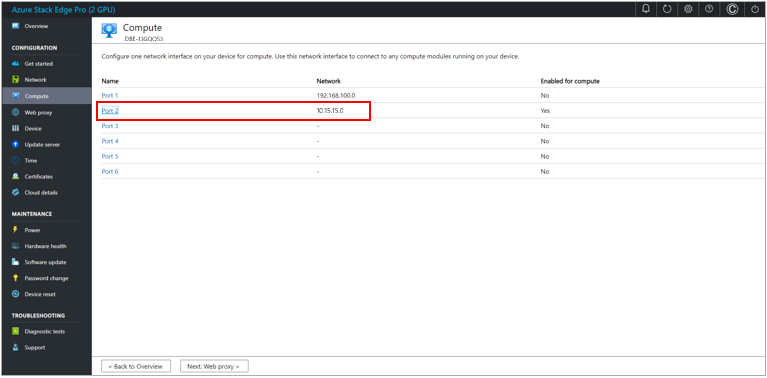 Azure Stack Edge Pro (2 GPU)
Overview
CONFIGURATION
Get started
Network
Compute
Web proxy
Device
Update server
Time
Certificates
Cloud details
MAINTENANCE
Power
Hardware health
Software update
Password change
Device reset
TROUBLESHOOTING
Diagnostic tests
Support
Compute
DBE-13GQQ53
Configure one network interface on your device for compute. Use this network interface to connect to any compute modules running on your device.
Name Network Enabled for compute
Port 1 192.168.100.0 No
Port 2 10.15.15.0 Yes
Port 3 - No
Port 4 - No
Port 5 - No
Port 6 - No
< Back to Overview Next: Web proxy >